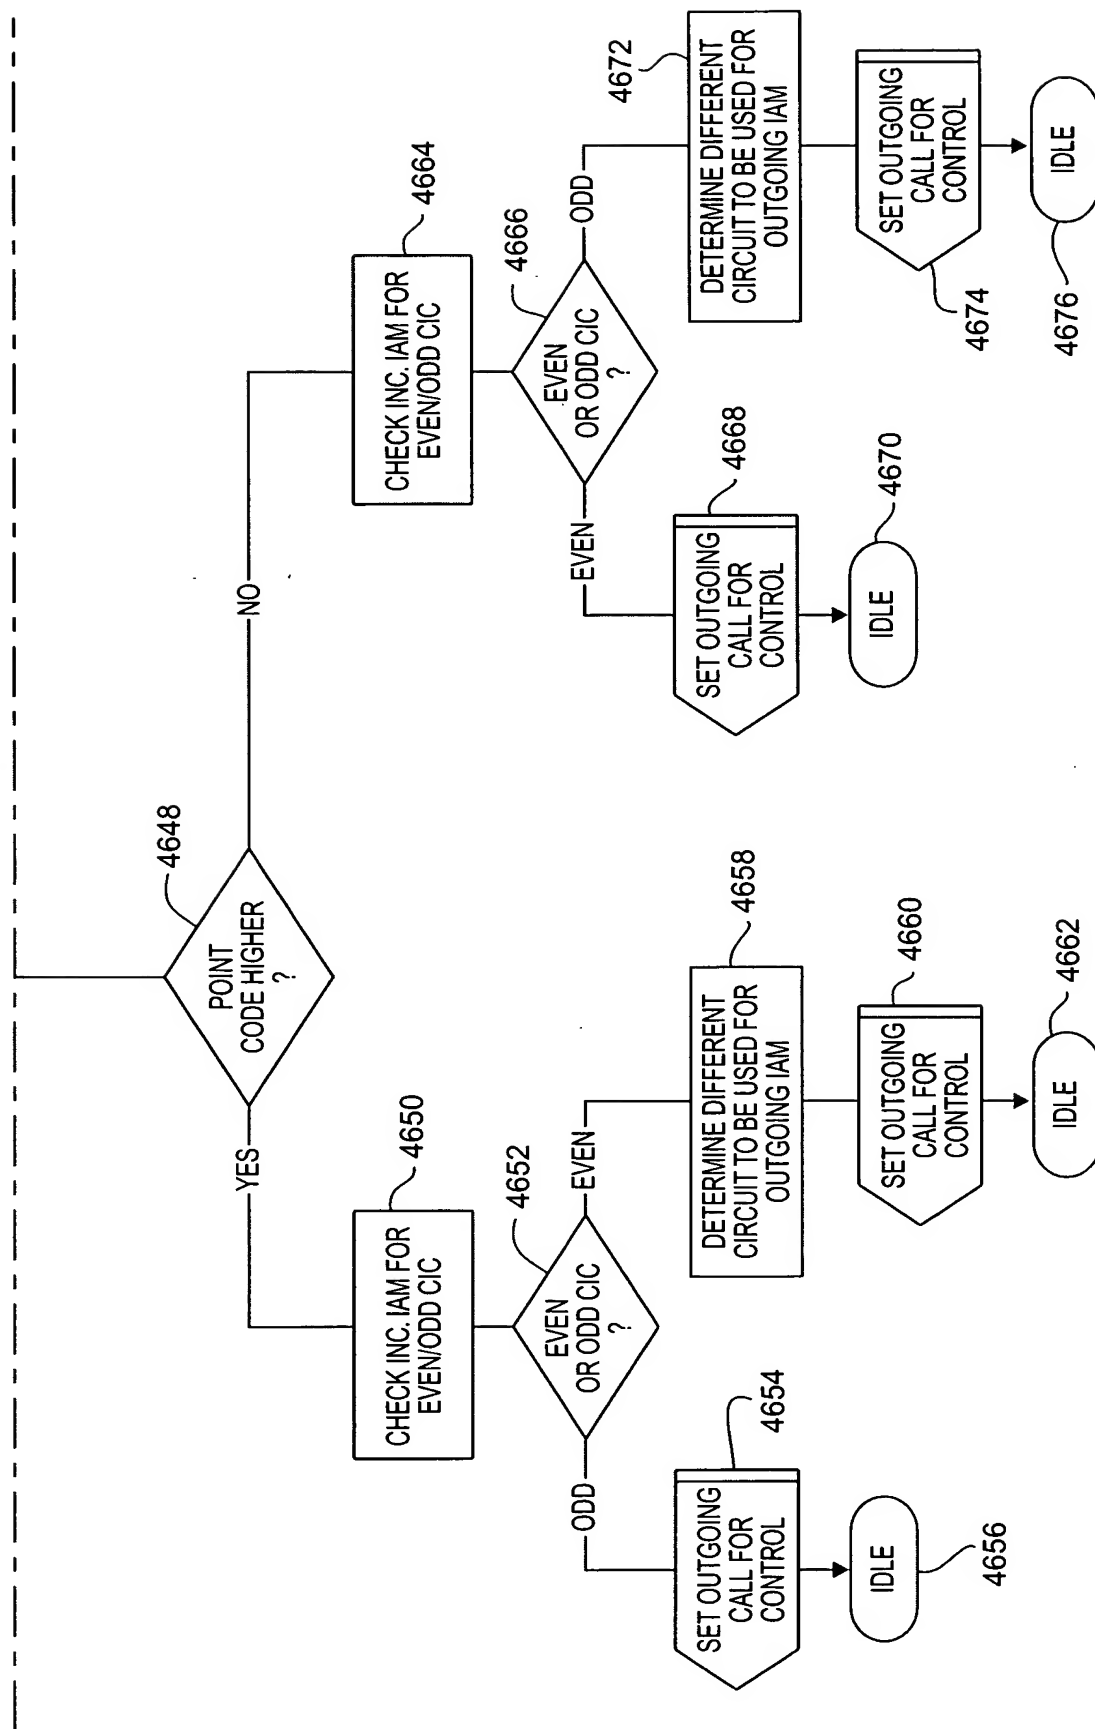 4648
POINT
CODE HIGHER
?
YES
NO
4650
CHECK INC. IAM FOR
EVEN/ODD CIC
4652
EVEN
OR ODD CIC
?
ODD
EVEN
4654
SET OUTGOING
CALL FOR
CONTROL
IDLE
4656
4658
DETERMINE DIFFERENT
CIRCUIT TO BE USED FOR
OUTGOING IAM
4660
SET OUTGOING
CALL FOR
CONTROL
4662
IDLE
4664
CHECK INC. IAM FOR
EVEN/ODD CIC
4666
EVEN
OR ODD CIC
?
EVEN
ODD
4668
SET OUTGOING
CALL FOR
CONTROL
4670
IDLE
4672
DETERMINE DIFFERENT
CIRCUIT TO BE USED FOR
OUTGOING IAM
SET OUTGOING
CALL FOR
CONTROL
4674
IDLE
4676